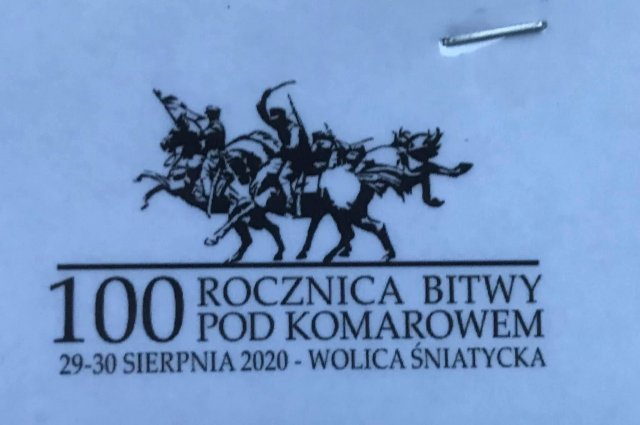 100 ROCZNICA BITWY
POD KOMAROWEM
29-30 SIERPNIA 2020 - WOLICA ŚNIATYCKA